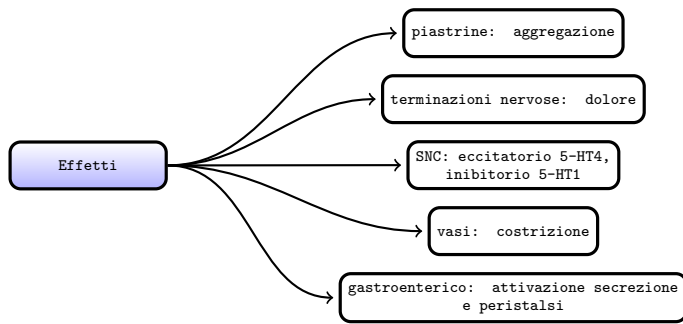 piastrine: aggregazione
terminazioni nervose: dolore
Effetti
SNC: eccitatorio 5-HT4,
inibitorio 5-HT1
vasi: costrizione
gastroenterico: attivazione secrezione
e peristalsi